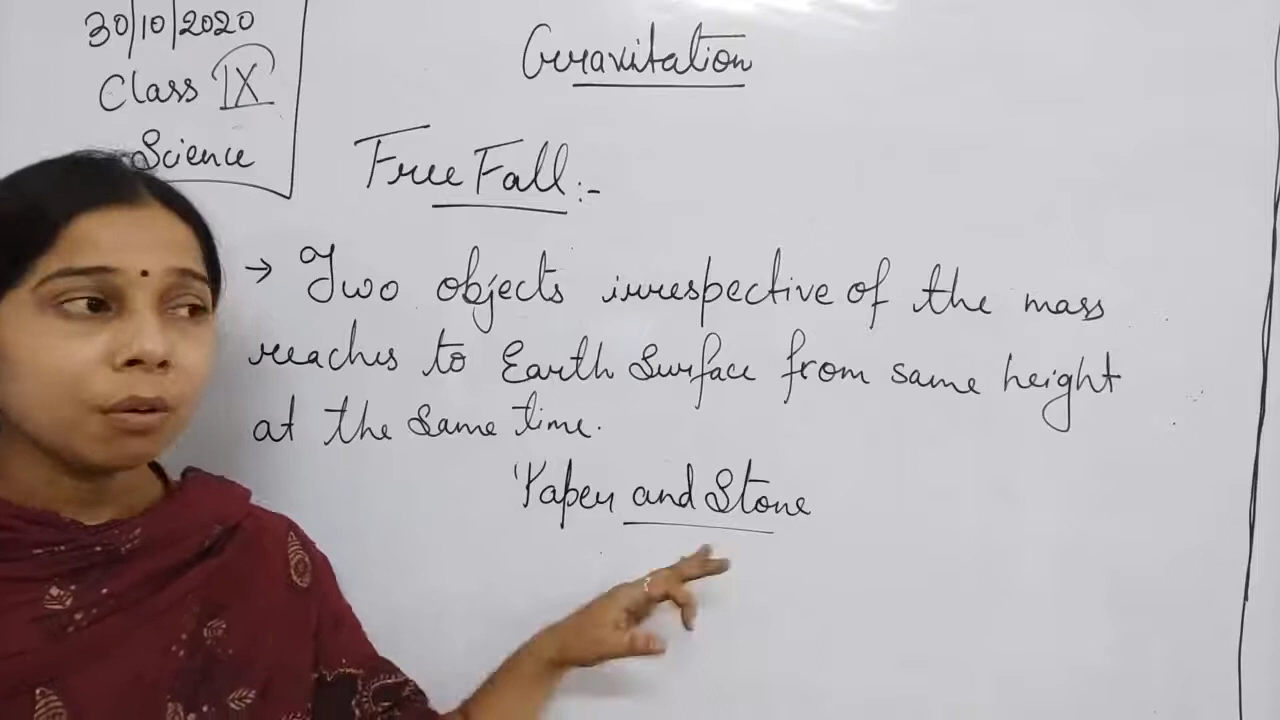 30/10/2020
Class IX
Science
Gravitation
Free Fall :-
→ Two objects irrespective of the mass
reaches to Earth Surface from same height
at the same time.
Paper and Stone